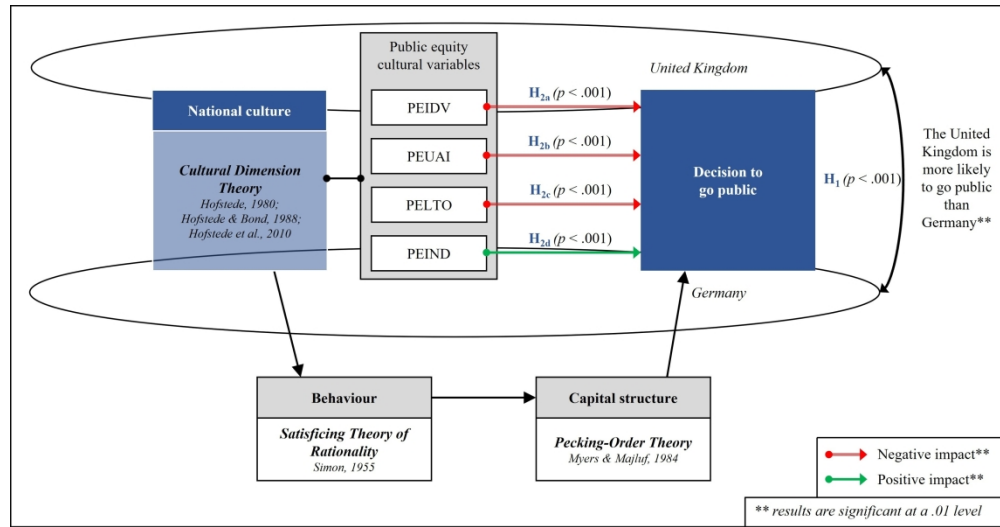 Public equity
cultural variables
United Kingdom
National culture
Cultural Dimension
Theory
Hofstede, 1980;
Hofstede & Bond, 1988;
Hofstede et al., 2010
PEIDV
PEUAI
PELTO
PEIND
H2a (p < .001)
H2b (p < .001)
H2c (p < .001)
H2d (p < .001)
Decision to
go public
H1 (p < .001)
The United
Kingdom is
more likely
to go public
than
Germany**
Germany
Behaviour
Satisficing Theory of
Rationality
Simon, 1955
Capital structure
Pecking-Order Theory
Myers & Majluf, 1984
Negative impact**
Positive impact**
** results are significant at a .01 level